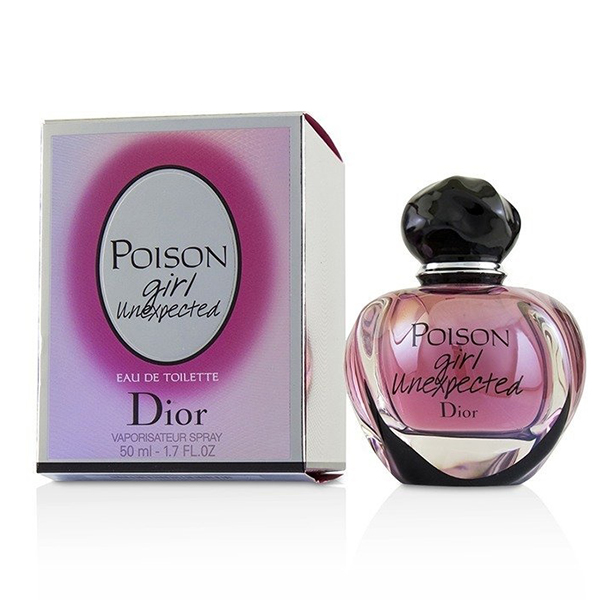 POISON
girl
Unexpected
EAU DE TOILETTE
Dior
VAPORISATEUR SPRAY
50 ml - 1.7 FL.OZ
POISON
girl
Unexpected
Dior